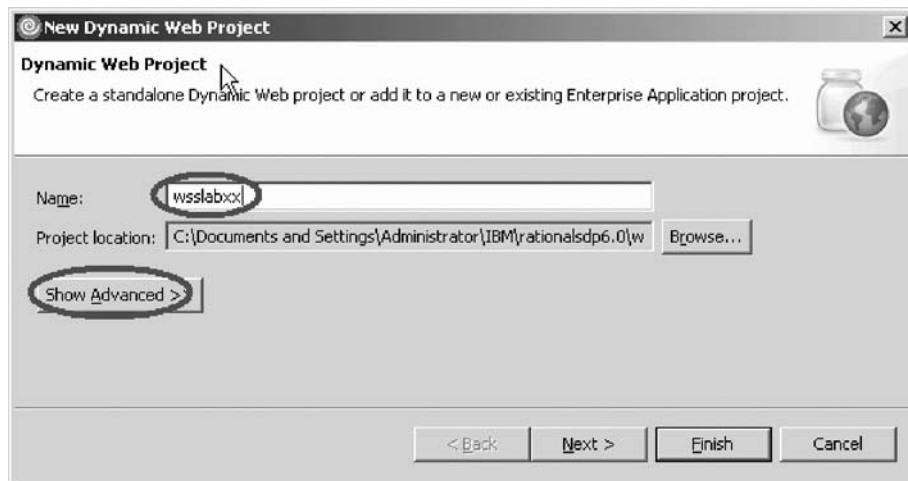 New Dynamic Web Project
Dynamic Web Project
Create a standalone Dynamic Web project or add it to a new or existing Enterprise Application project.
Name: wsslabxx
Project location: C:\Documents and Settings\Administrator\IBM\rationalsdp6.0\w Browse...
Show Advanced >>
< Back Next > Finish Cancel